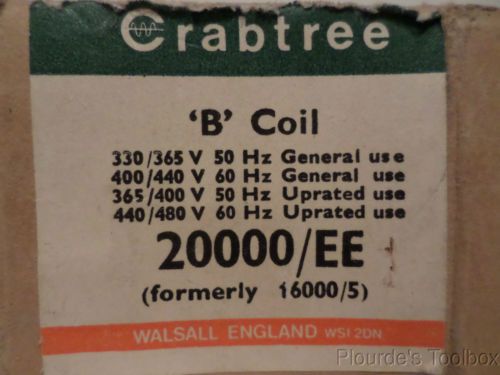 Crabtree
'B' Coil
330/365 V 50 Hz General use
400/440 V 60 Hz General use
365/400 V 50 Hz Uprated use
440/480 V 60 Hz Uprated use
20000/EE
(formerly 16000/5)
WALSALL ENGLAND WS1 2DN
Plourde's Toolbox